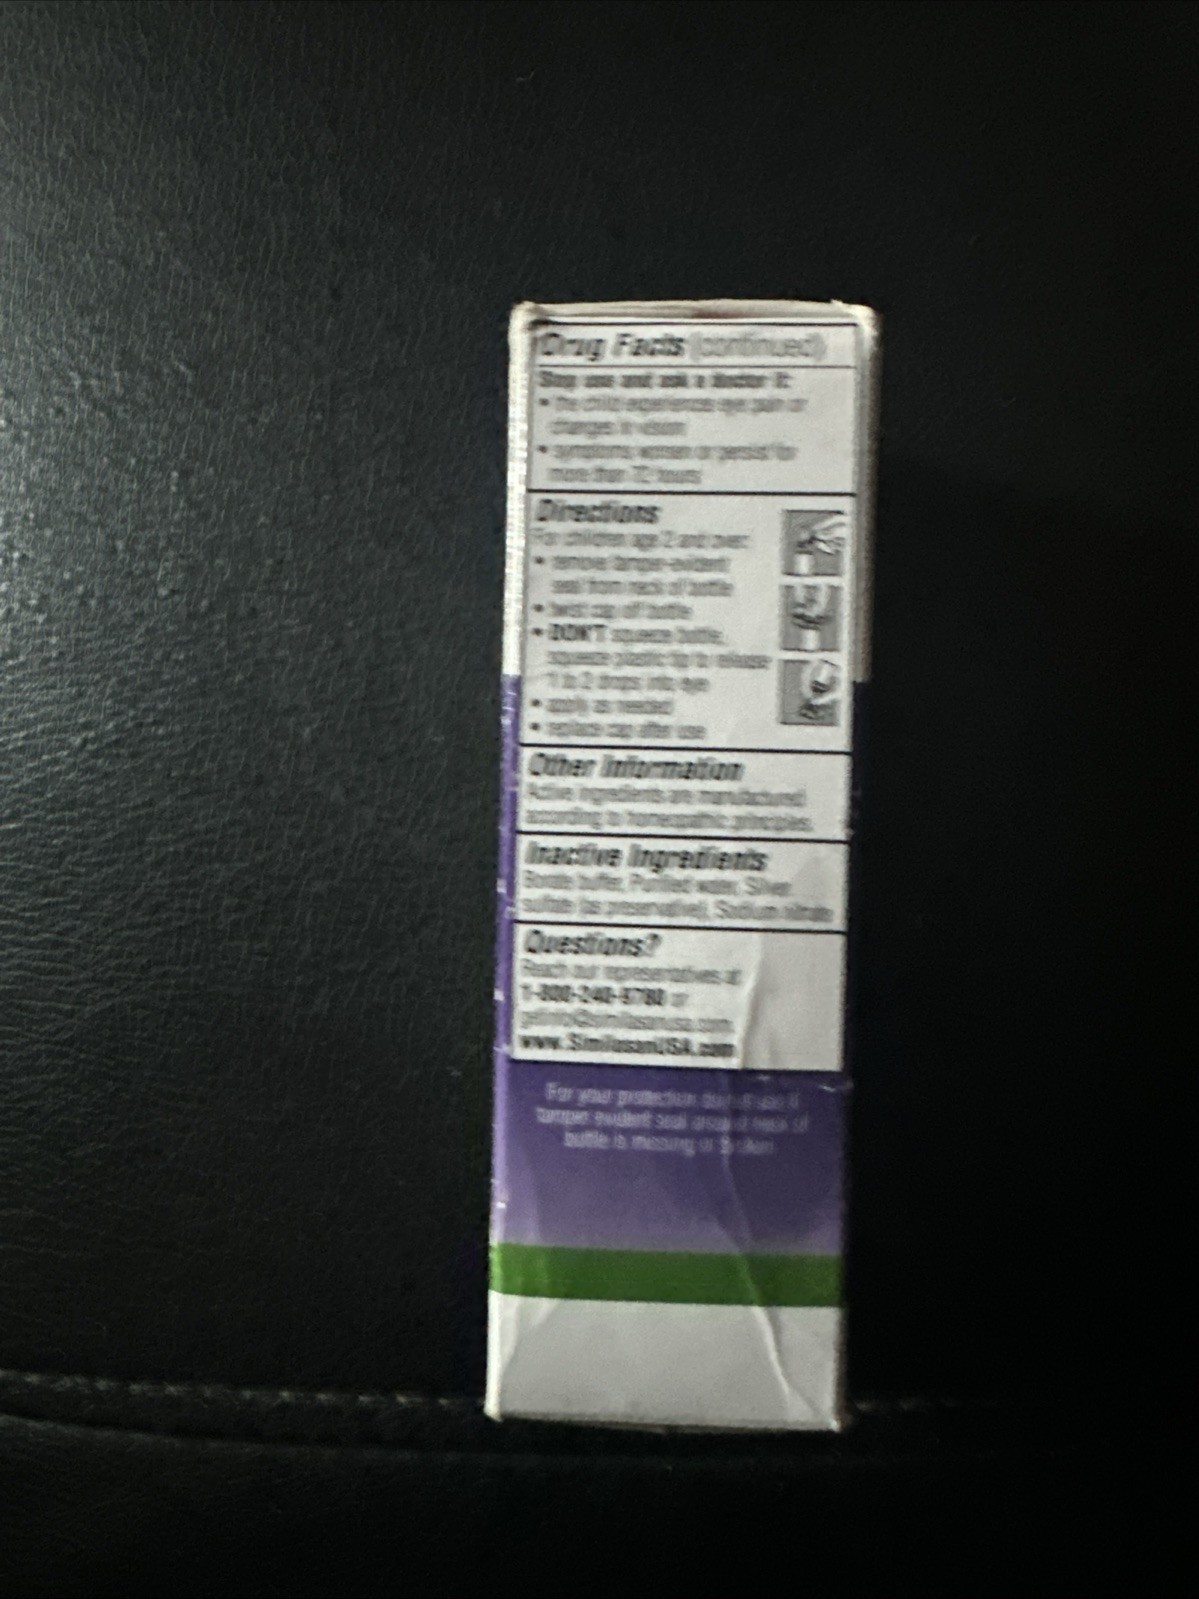 Drug Facts (continued)
Stop use and ask a doctor if:
• the child experiences eye pain or
changes in vision
• symptoms worsen or persist for
more than 72 hours
Directions
For children age 2 and over:
• remove tamper-evident
seal from neck of bottle
• twist cap off bottle
• DON'T squeeze bottle,
squeeze plastic tip to release
1 to 2 drops into eye
• apply as needed
• replace cap after use
Other Information
Active ingredients are manufactured
according to homeopathic principles.
Inactive Ingredients
Borate buffer, Purified water, Silver
sulfate (as preservative), Sodium nitrate
Questions?
Reach our representatives at
1-800-240-9780 or
www.SimilasanUSA.com
For your protection do not use if
tamper evident seal around neck of
bottle is missing or broken